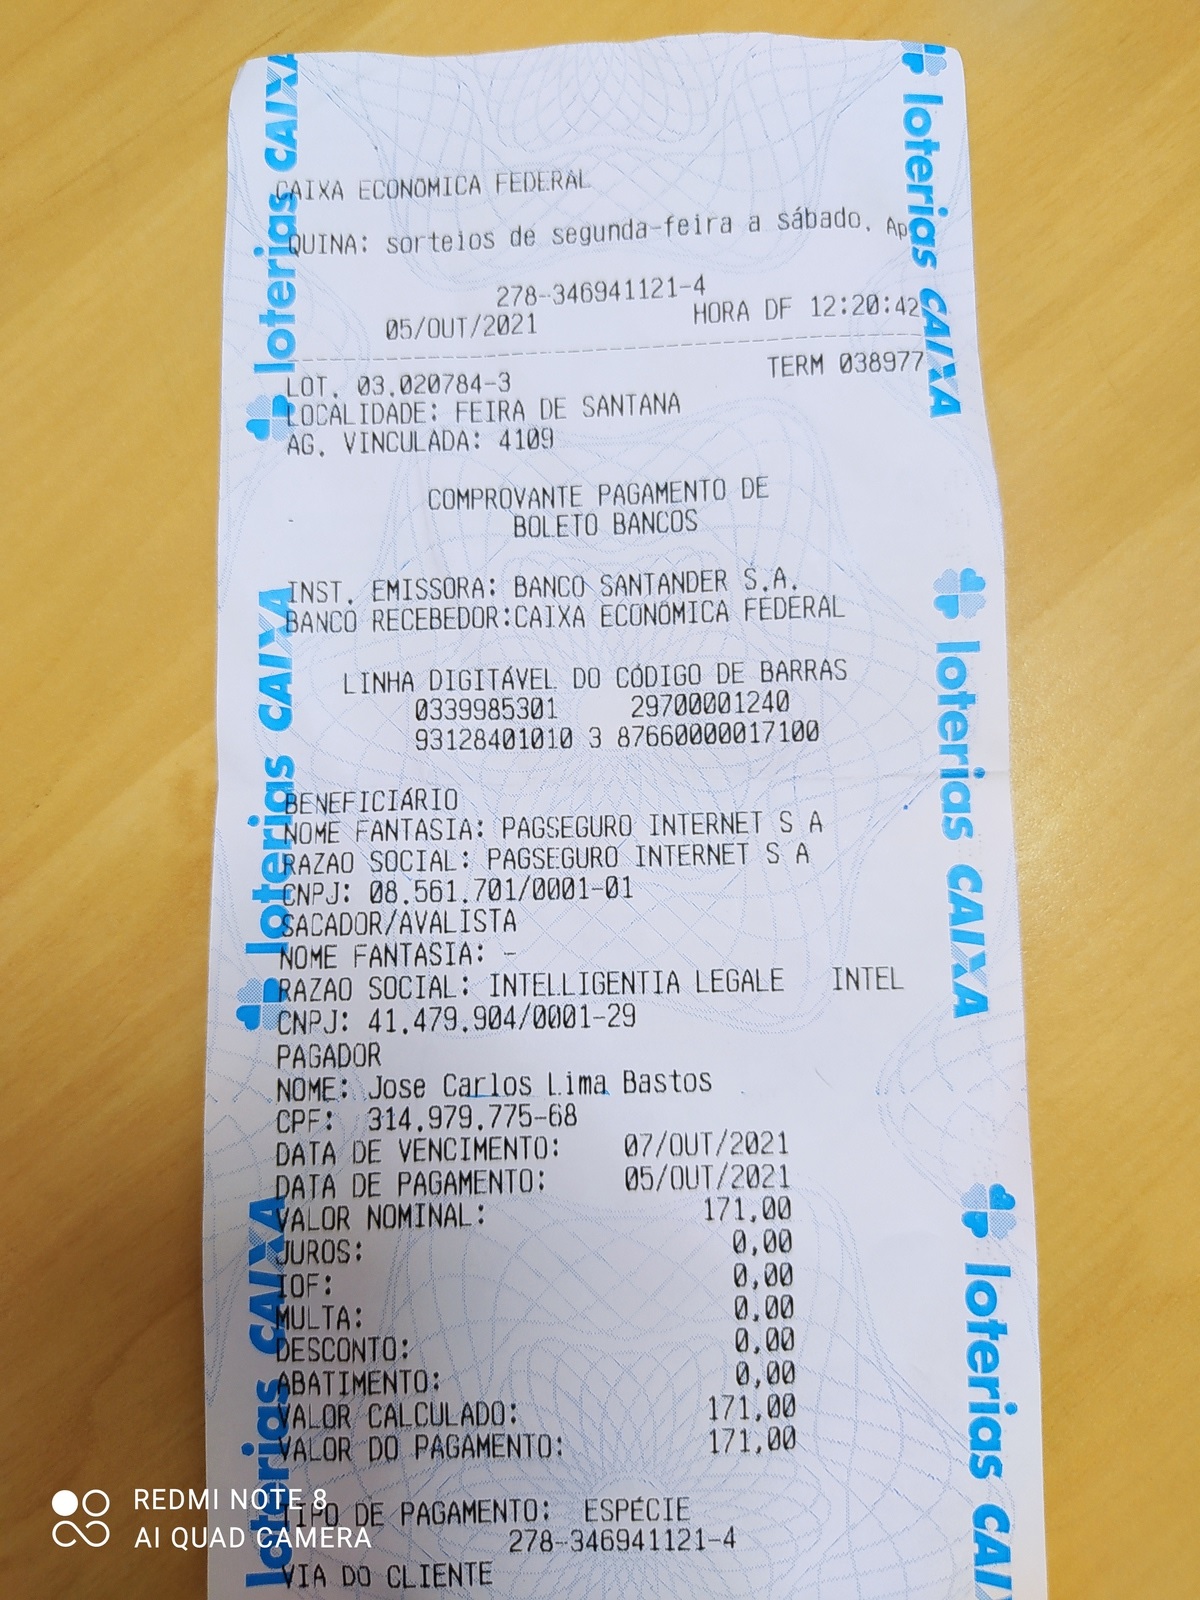 CAIXA ECONOMICA FEDERAL
QUINA: sorteios de segunda-feira a sábado. Ap
278-346941121-4
05/OUT/2021 HORA DF 12:20:42
TERM 038977
LOT. 03.020784-3
LOCALIDADE: FEIRA DE SANTANA
AG. VINCULADA: 4109
COMPROVANTE PAGAMENTO DE
BOLETO BANCOS
INST. EMISSORA: BANCO SANTANDER S.A.
BANCO RECEBEDOR:CAIXA ECONÓMICA FEDERAL
LINHA DIGITÁVEL DO CÓDIGO DE BARRAS
0339985301 29700001240
93128401010 3 87660000017100
BENEFICIÁRIO
NOME FANTASIA: PAGSEGURO INTERNET S A
RAZAO SOCIAL: PAGSEGURO INTERNET S A
CNPJ: 08.561.701/0001-01
SACADOR/AVALISTA
NOME FANTASIA: -
RAZAO SOCIAL: INTELLIGENTIA LEGALE INTEL
CNPJ: 41.479.904/0001-29
PAGADOR
NOME: Jose Carlos Lima Bastos
CPF: 314.979.775-68
DATA DE VENCIMENTO: 07/OUT/2021
DATA DE PAGAMENTO: 05/OUT/2021
VALOR NOMINAL: 171,00
JUROS: 0,00
IOF: 0,00
MULTA: 0,00
DESCONTO: 0,00
ABATIMENTO: 0,00
VALOR CALCULADO: 171,00
VALOR DO PAGAMENTO: 171,00
TIPO DE PAGAMENTO: ESPÉCIE
278-346941121-4
VIA DO CLIENTE
loterias CAIXA
loterias CAIXA
loterias CAIXA
loterias CAIXA
loterias CAIXA
loterias CAIXA
REDMI NOTE 8
AI QUAD CAMERA